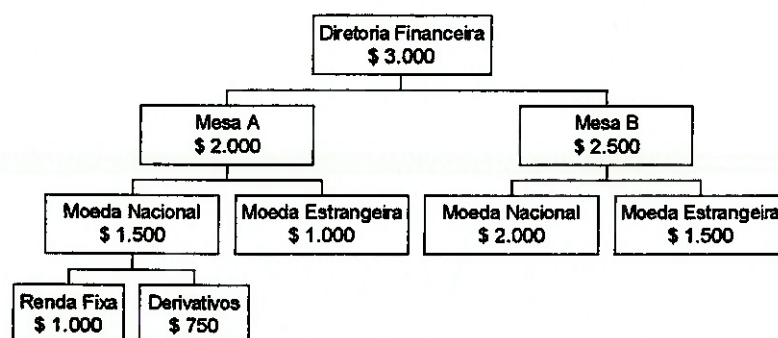 Diretoria Financeira
$ 3.000
Mesa A
$ 2.000
Mesa B
$ 2.500
Moeda Nacional
$ 1.500
Moeda Estrangeira
$ 1.000
Moeda Nacional
$ 2.000
Moeda Estrangeira
$ 1.500
Renda Fixa
$ 1.000
Derivativos
$ 750